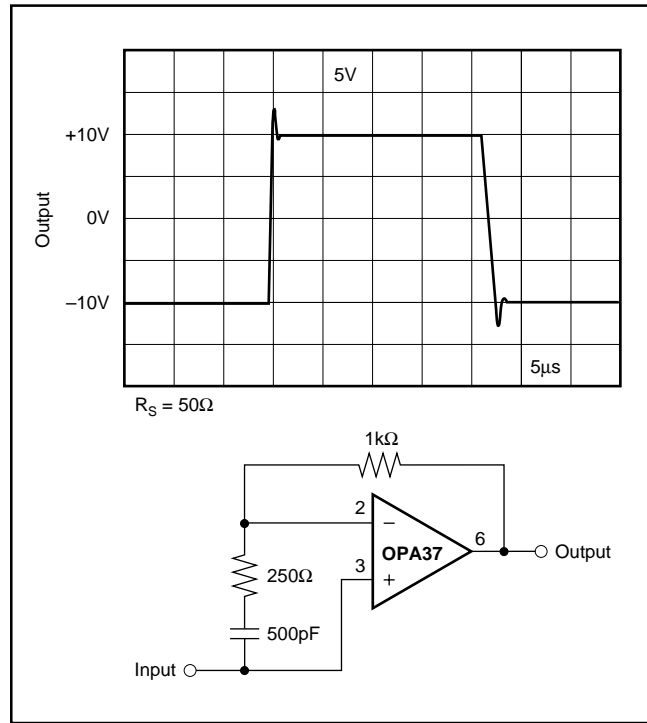 5V
+10V
0V
–10V
Output
5µs
R_S = 50Ω
1kΩ
2
–
OPA37
6
Output
3
+
250Ω
500pF
Input